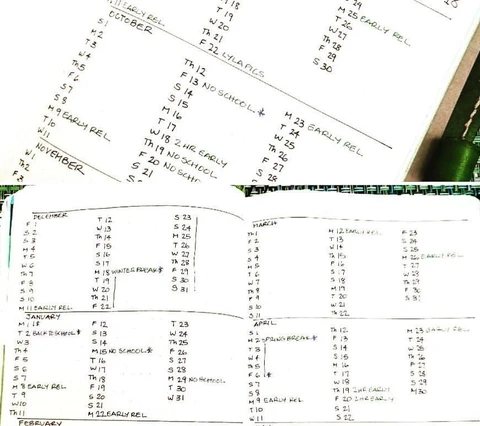 11 EARLY REL
T 19
W 20
Th 21
F 22 LYLAPIGS
M 25 EARLY REL
T 26
W 27
Th 28
F 29
S 30
OCTOBER
S 1
M 2
T 3
W 4
Th 5
F 6
S 7
S 8
M 9 EARLY REL
T 10
W 11
Th 12
F 13 NO SCHOOL *
S 14
S 15
M 16
T 17
W 18 2 HR EARLY
Th 19 NO SCHOOL
F 20 NO SCH
S 21
M 23 EARLY REL
T 24
W 25
Th 26
F 27
S 28
NOVEMBER
W 1
Th 2
F 3
DECEMBER
F 1
S 2
S 3
M 4
T 5
W 6
Th 7
F 8
S 9
S 10
M 11 EARLY REL
T 12
W 13
Th 14
F 15
S 16
S 17
M 18 WINTER BREAK *
T 19
W 20
Th 21
F 22
S 23
S 24
M 25
T 26
W 27
Th 28
F 29
S 30
S 31
JANUARY
M 1 *
T 2 BACK 2 SCHOOL *
W 3
Th 4
F 5
S 6
S 7
M 8 EARLY REL
T 9
W 10
Th 11
F 12
S 13
S 14
M 15 NO SCHOOL *
T 16
W 17
Th 18
F 19
S 20
S 21
M 22 EARLY REL
T 23
W 24
Th 25
F 26
S 27
S 28
M 29 NO SCHOOL
T 30
W 31
FEBRUARY
MARCH
Th 1
F 2
S 3
S 4
M 5
T 6
W 7
Th 8
F 9
S 10
S 11
M 12 EARLY REL
T 13
W 14
Th 15
F 16
S 17
S 18
M 19
T 20
W 21
Th 22
F 23
S 24
S 25
M 26 EARLY REL
T 27
W 28
Th 29
F 30
S 31
APRIL
S 1
M 2 SPRING BREAK *
T 3
W 4
Th 5
F 6 *
S 7
S 8
M 9 EARLY REL
T 10
W 11
Th 12
F 13
S 14
S 15
M 16
T 17
W 18
Th 19 2 HR EARLY
F 20 2 HR EARLY
S 21
S 22
M 23 EARLY REL
T 24
W 25
Th 26
F 27
S 28
S 29
M 30